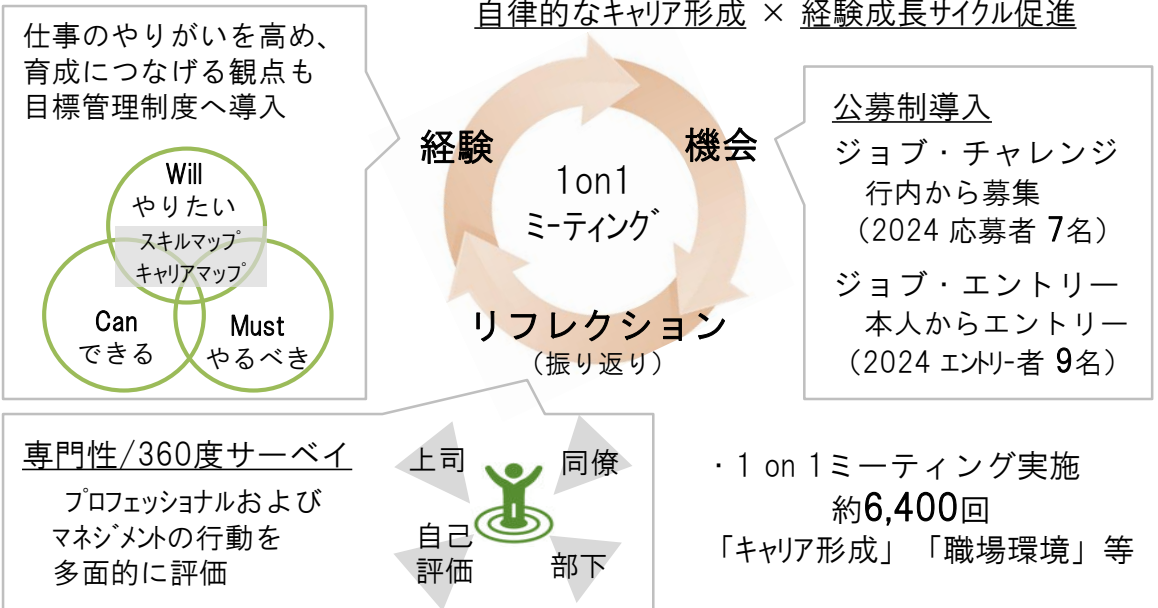 自律的なキャリア形成 × 経験成長サイクル促進
仕事のやりがいを高め、
育成につなげる観点も
目標管理制度へ導入
Will
やりたい
スキルマップ
キャリアマップ
Can
できる
Must
やるべき
経験
機会
1on1
ミーティング
リフレクション
（振り返り）
公募制導入
ジョブ・チャレンジ
行内から募集
（2024 応募者 7名）
ジョブ・エントリー
本人からエントリー
（2024 エントリー者 9名）
専門性/360度サーベイ
プロフェッショナルおよび
マネジメントの行動を
多面的に評価
上司
同僚
自己
評価
部下
・1 on 1ミーティング実施
約6,400回
「キャリア形成」「職場環境」等